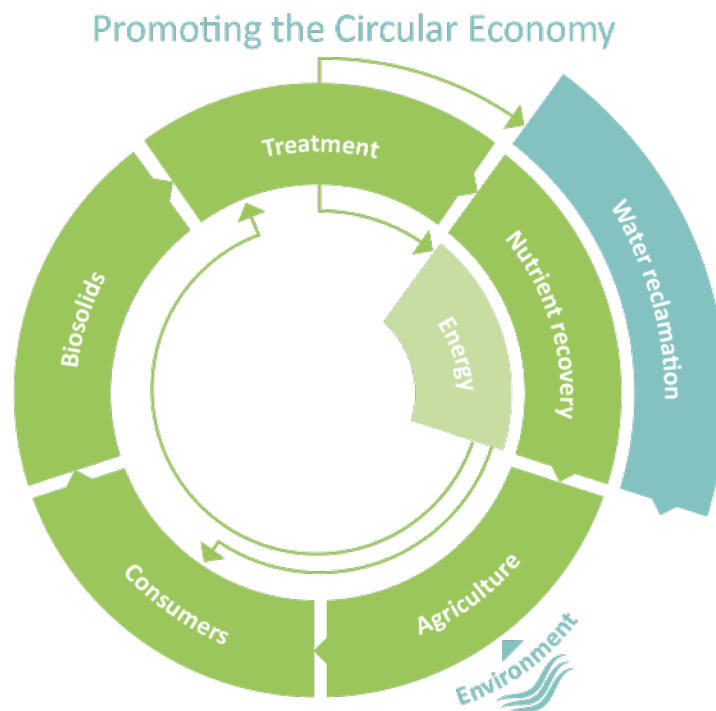 Promoting the Circular Economy
Treatment
Water reclamation
Nutrient recovery
Energy
Biosolids
Consumers
Agriculture
Environment